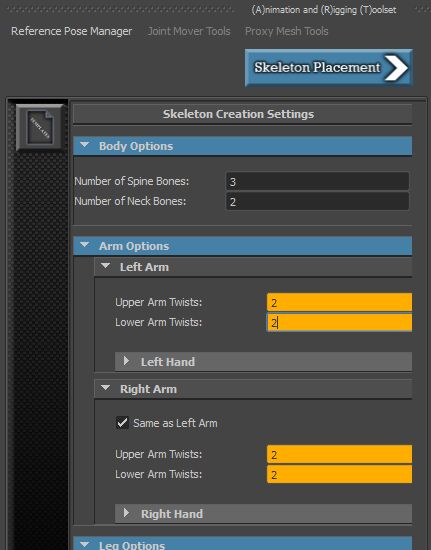 (A)nimation and (R)igging (T)oolset
Reference Pose Manager Joint Mover Tools Proxy Mesh Tools
Skeleton Placement
TEMPLATES
Skeleton Creation Settings
Body Options
Number of Spine Bones: 3
Number of Neck Bones: 2
Arm Options
Left Arm
Upper Arm Twists: 2
Lower Arm Twists: 2
Left Hand
Right Arm
Same as Left Arm
Upper Arm Twists: 2
Lower Arm Twists: 2
Right Hand
Leg Options